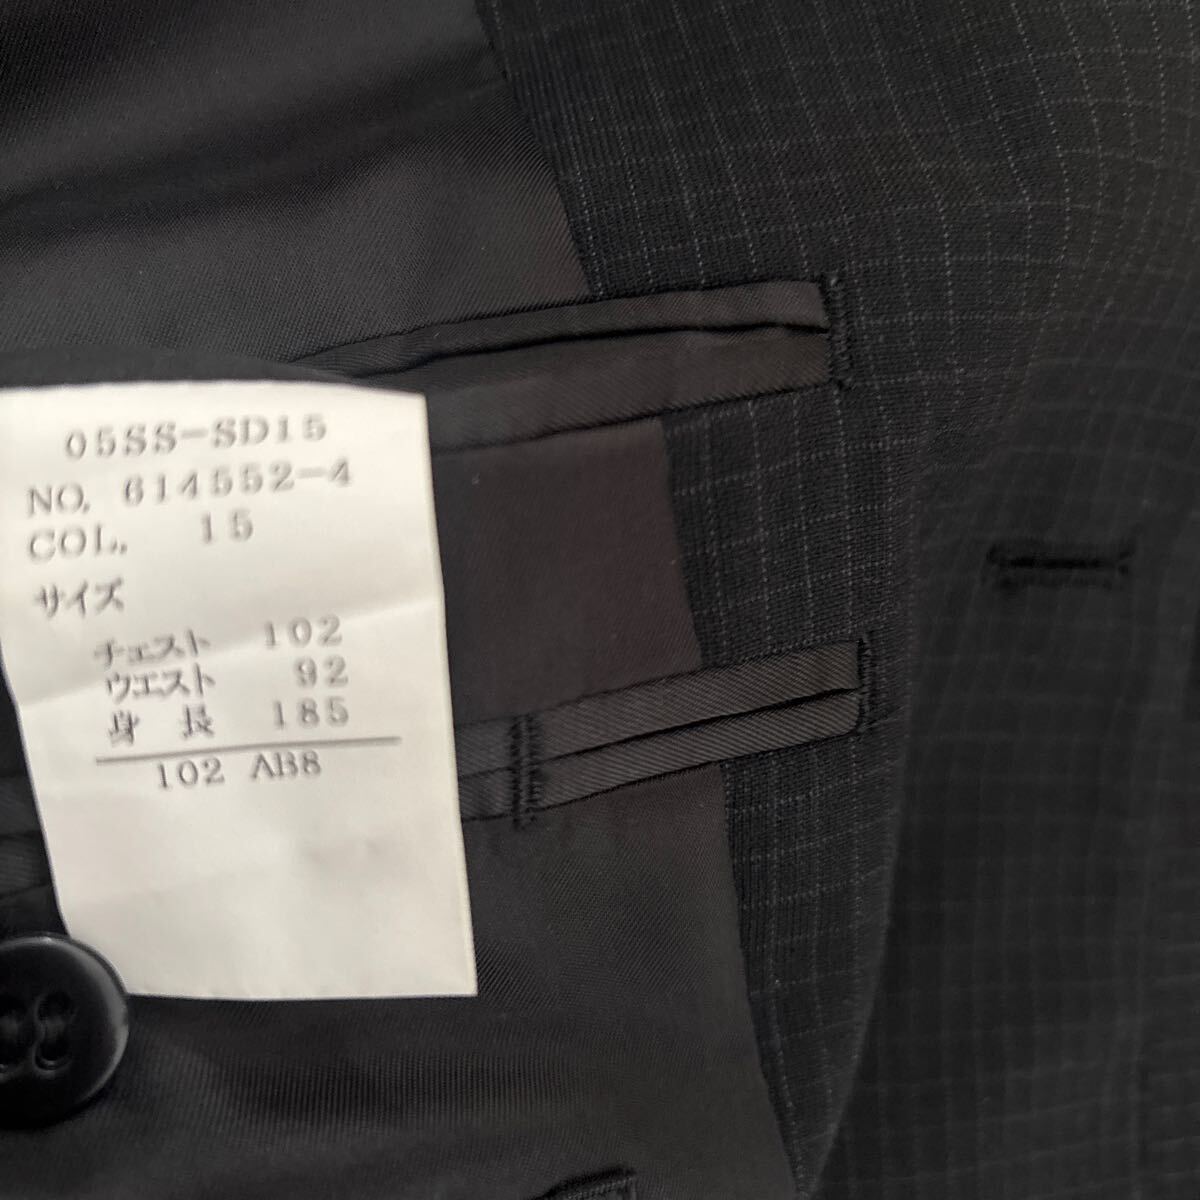 05SS-SD15
NO. 614552-4
COL. 15
サイズ
チェスト 102
ウエスト 92
身 長 185
102 AB8